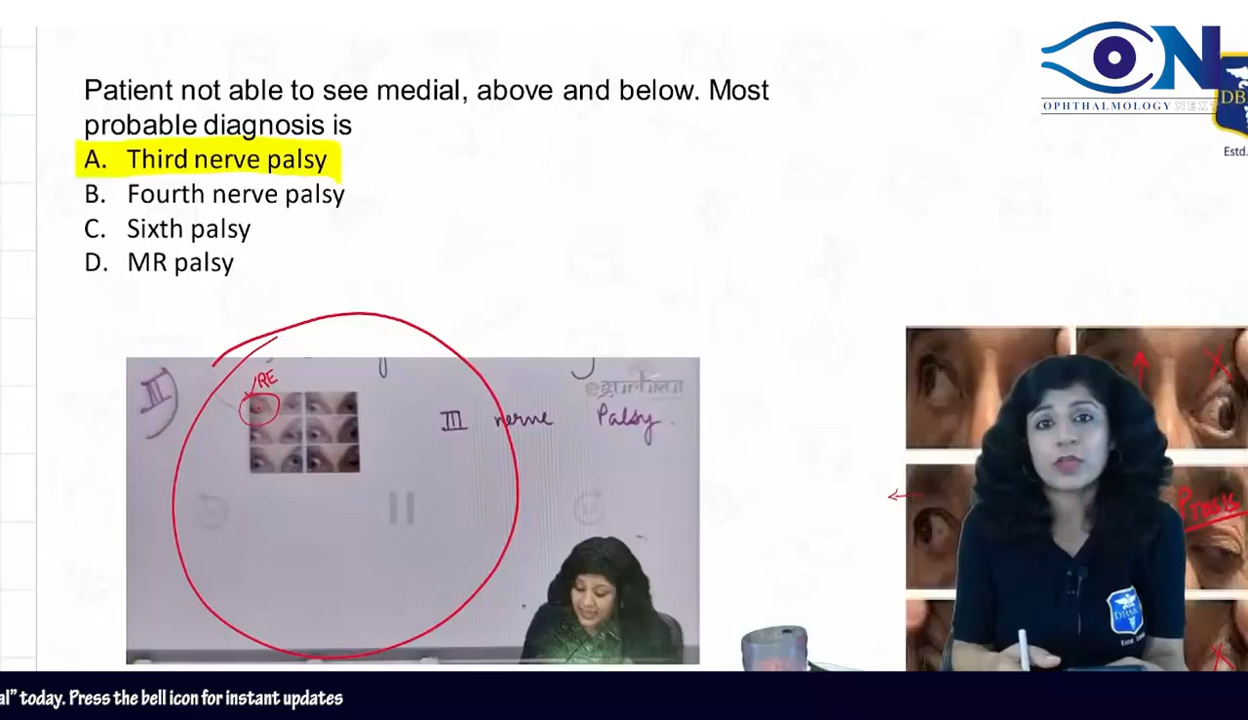 ON
OPHTHALMOLOGY NEXT
Estd.
Patient not able to see medial, above and below. Most
probable diagnosis is
A. Third nerve palsy
B. Fourth nerve palsy
C. Sixth palsy
D. MR palsy
III
RE
egurukul
III nerve Palsy.
Ptosis
al” today. Press the bell icon for instant updates